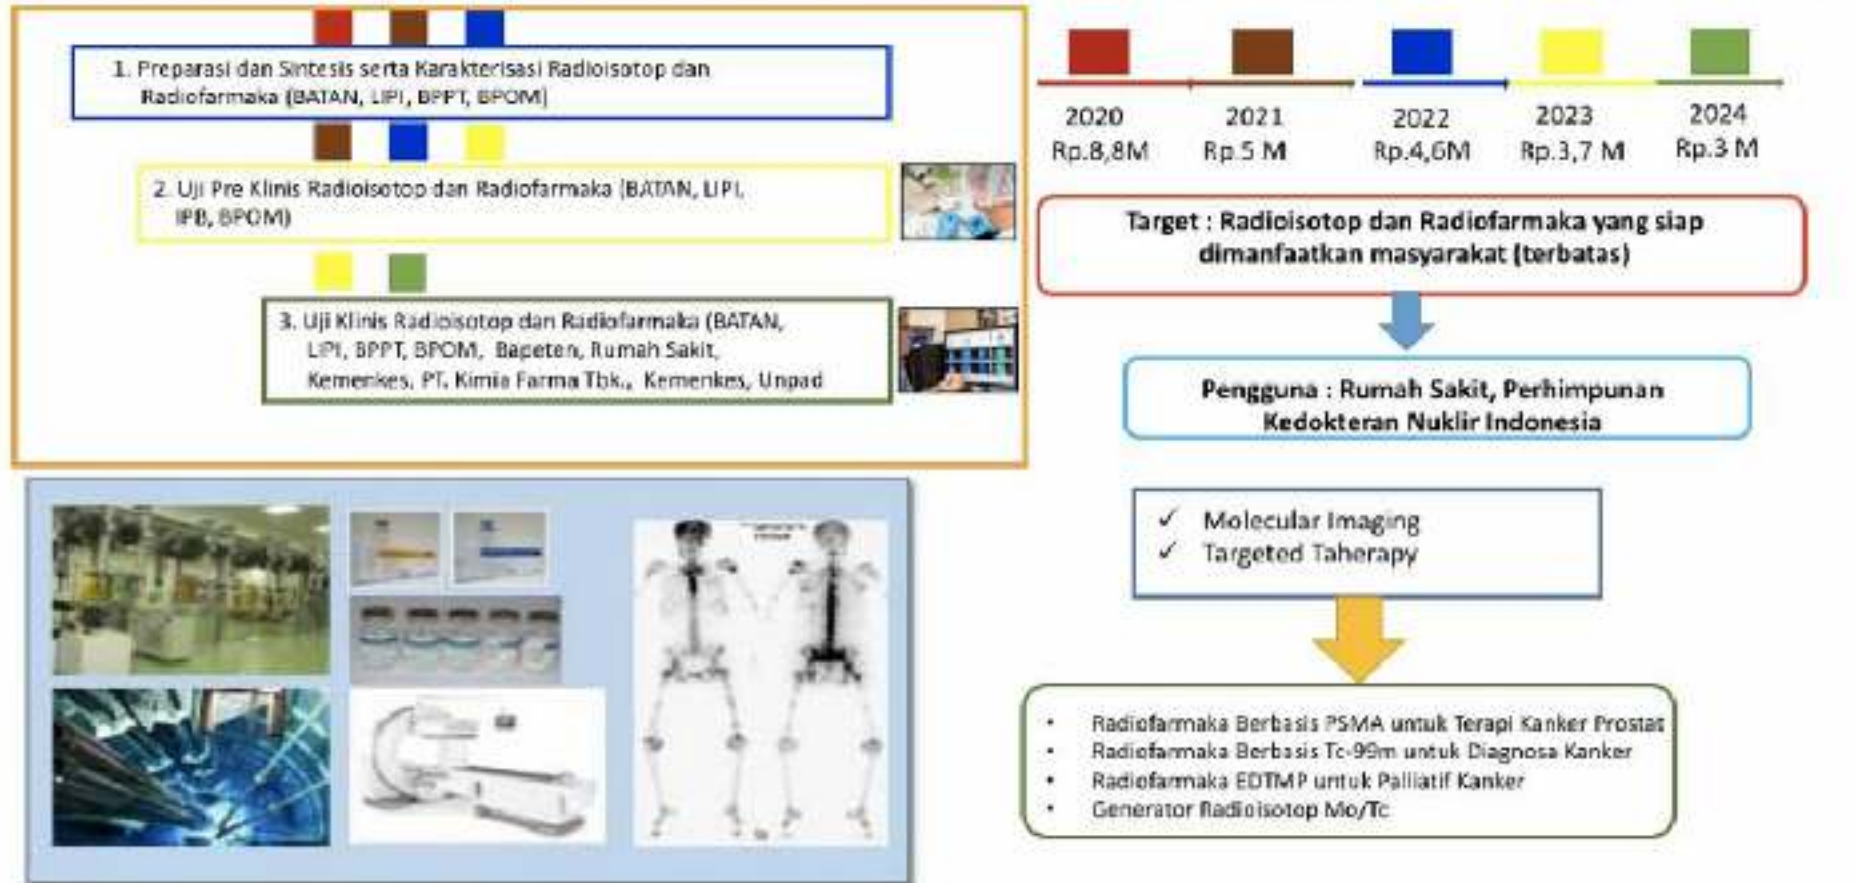 1. Preparasi dan Sintesis serta Karakterisasi Radioisotop dan
Radiofarmaka (BATAN, LIPI, BPPT, BPOM)
2. Uji Pre Klinis Radioisotop dan Radiofarmaka (BATAN, LIPI,
IPB, BPOM)
3. Uji Klinis Radioisotop dan Radiofarmaka (BATAN,
LIPI, BPPT, BPOM, Bapeten, Rumah Sakit,
Kemenkes, PT. Kimia Farma Tbk., Kemenkes, Unpad
2020
Rp.8,8M
2021
Rp.5 M
2022
Rp.4,6M
2023
Rp.3,7 M
2024
Rp.3 M
Target : Radioisotop dan Radiofarmaka yang siap
dimanfaatkan masyarakat (terbatas)
Pengguna : Rumah Sakit, Perhimpunan
Kedokteran Nuklir Indonesia
✓ Molecular Imaging
✓ Targeted Taherapy
• Radiofarmaka Berbasis PSMA untuk Terapi Kanker Prostat
• Radiofarmaka Berbasis Tc-99m untuk Diagnosa Kanker
• Radiofarmaka EDTMP untuk Palliatif Kanker
• Generator Radioisotop Mo/Tc